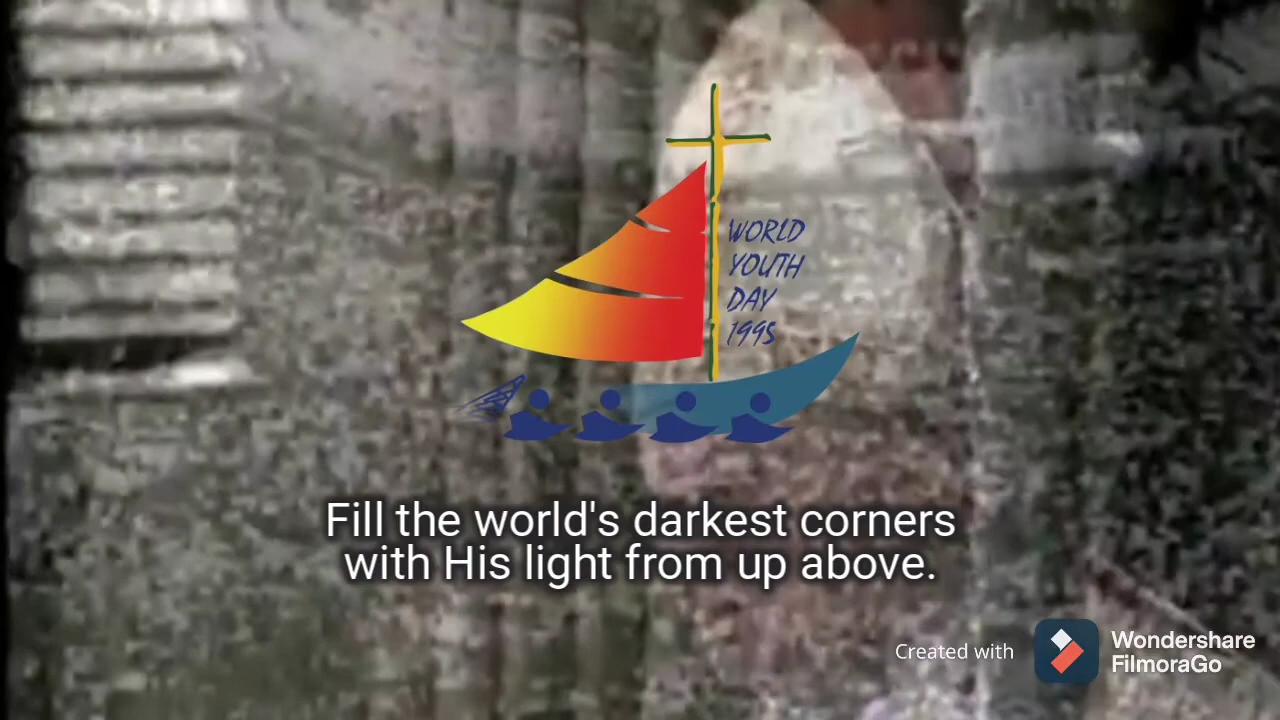 WORLD
YOUTH
DAY
1995
Fill the world's darkest corners
with His light from up above.
Created with
Wondershare
FilmoraGo